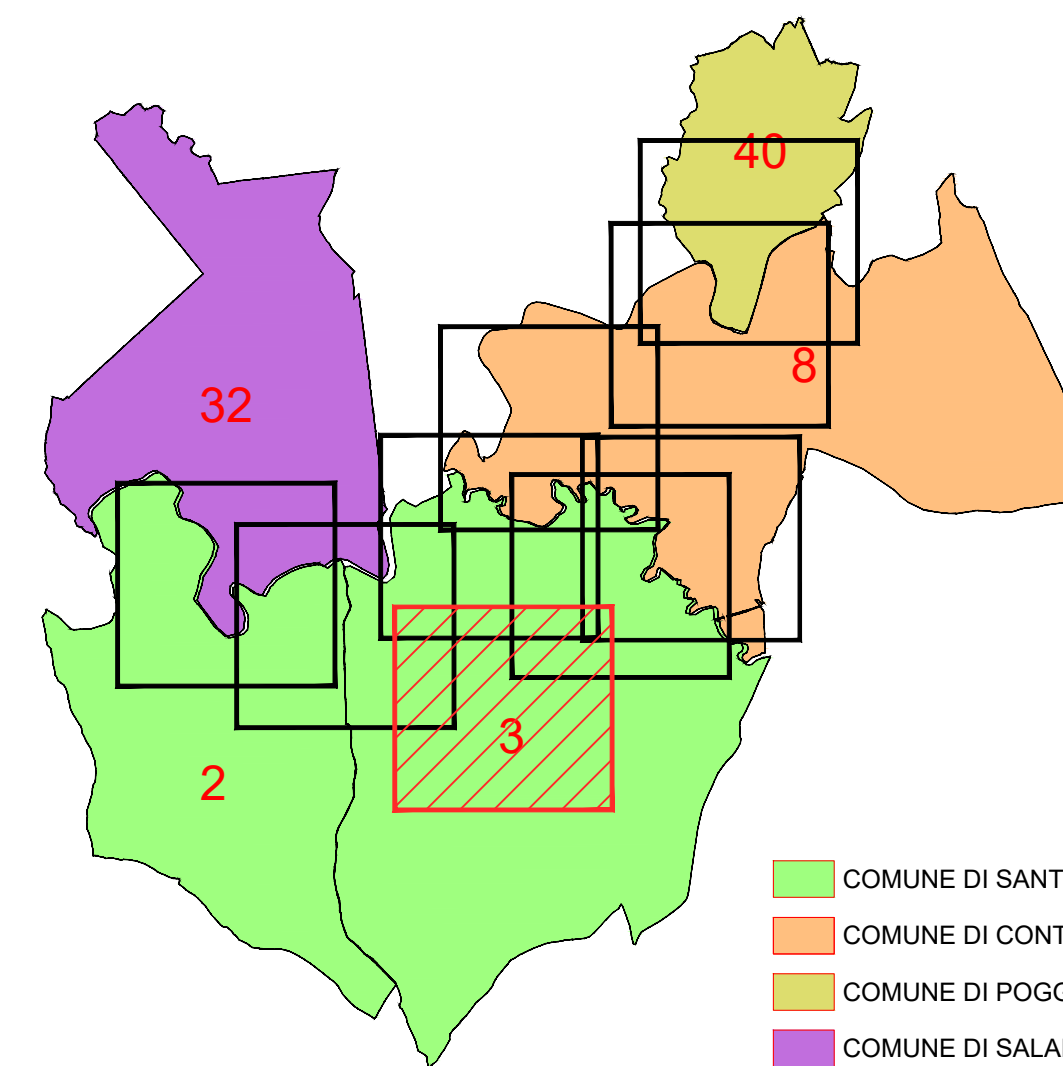 40
8
32
3
2
COMUNE DI SANT
COMUNE DI CONT
COMUNE DI POGG
COMUNE DI SALA